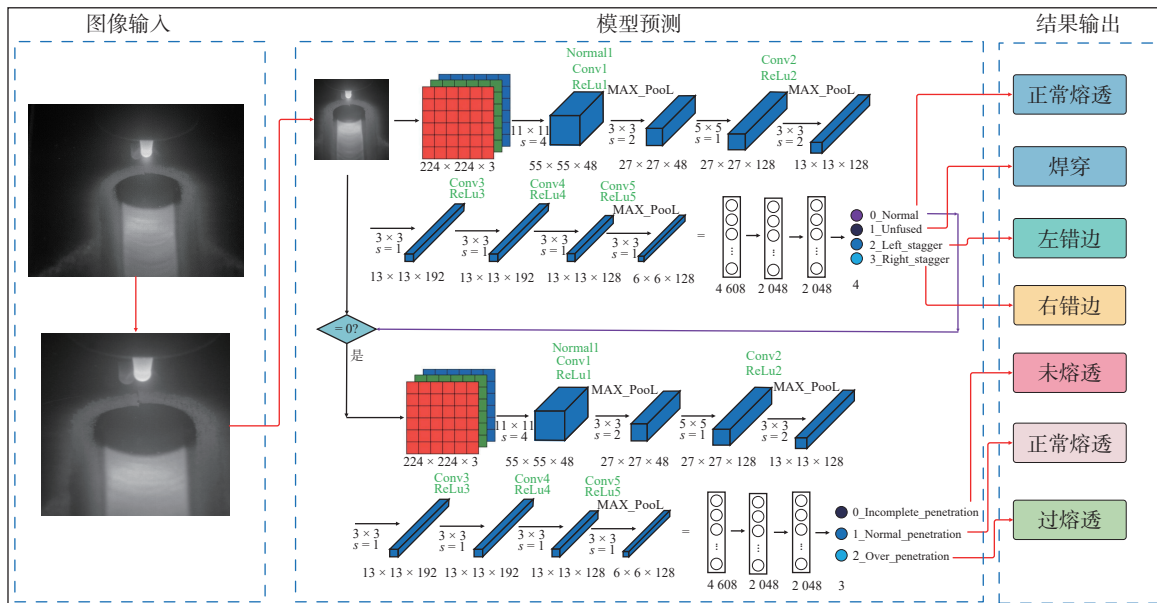 图像输入
模型预测
结果输出
Normal1
Conv1
ReLu1
MAX_PooL
Conv2
ReLu2
MAX_PooL
11 × 11
s = 4
3 × 3
s = 2
5 × 5
s = 1
3 × 3
s = 2
224 × 224 × 3
55 × 55 × 48
27 × 27 × 48
27 × 27 × 128
13 × 13 × 128
Conv3
ReLu3
Conv4
ReLu4
Conv5
ReLu5
MAX_PooL
3 × 3
s = 1
3 × 3
s = 1
3 × 3
s = 1
3 × 3
s = 1
=
13 × 13 × 192
13 × 13 × 192
13 × 13 × 128
6 × 6 × 128
4 608
2 048
2 048
4
0_Normal
1_Unfused
2_Left_stagger
3_Right_stagger
= 0?
是
Normal1
Conv1
ReLu1
MAX_PooL
Conv2
ReLu2
MAX_PooL
11 × 11
s = 4
3 × 3
s = 2
5 × 5
s = 1
3 × 3
s = 2
224 × 224 × 3
55 × 55 × 48
27 × 27 × 48
27 × 27 × 128
13 × 13 × 128
Conv3
ReLu3
Conv4
ReLu4
Conv5
ReLu5
MAX_PooL
3 × 3
s = 1
3 × 3
s = 1
3 × 3
s = 1
3 × 3
s = 1
=
13 × 13 × 192
13 × 13 × 192
13 × 13 × 128
6 × 6 × 128
4 608
2 048
2 048
3
0_Incomplete_penetration
1_Normal_penetration
2_Over_penetration
正常熔透
焊穿
左错边
右错边
未熔透
正常熔透
过熔透